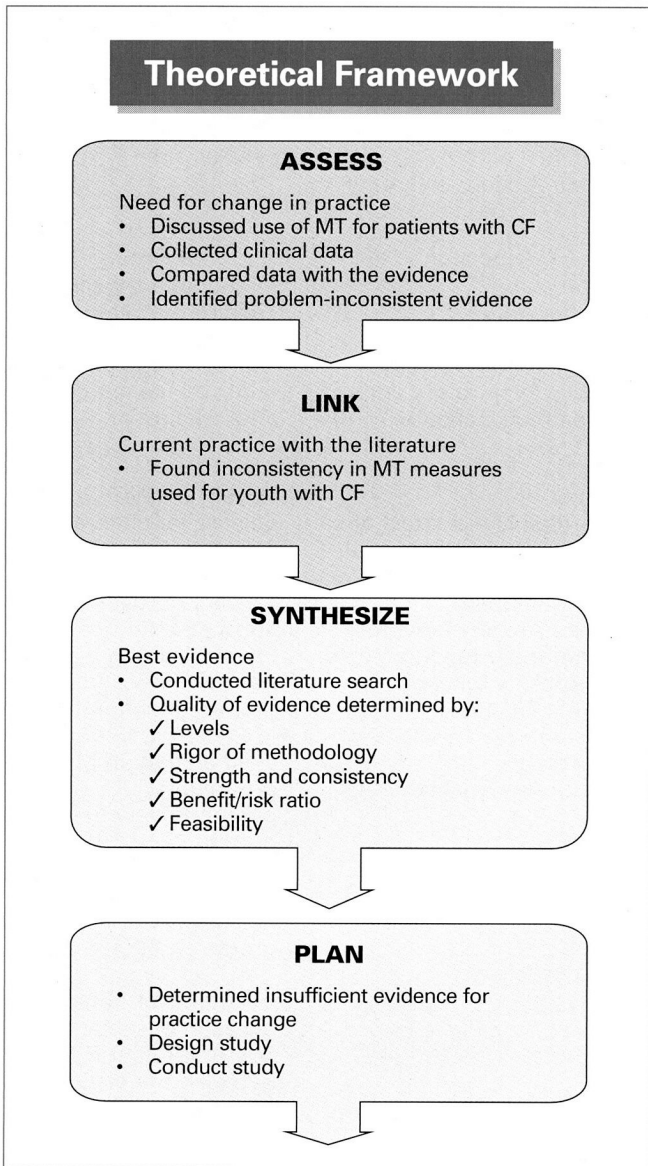 Theoretical Framework
ASSESS
Need for change in practice
• Discussed use of MT for patients with CF
• Collected clinical data
• Compared data with the evidence
• Identified problem-inconsistent evidence
LINK
Current practice with the literature
• Found inconsistency in MT measures
used for youth with CF
SYNTHESIZE
Best evidence
• Conducted literature search
• Quality of evidence determined by:
✓ Levels
✓ Rigor of methodology
✓ Strength and consistency
✓ Benefit/risk ratio
✓ Feasibility
PLAN
• Determined insufficient evidence for
practice change
• Design study
• Conduct study